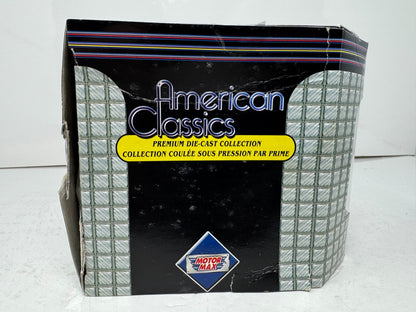 American
Classics
PREMIUM DIE-CAST COLLECTION
COLLECTION COULÉE SOUS PRESSION PAR PRIME
MOTOR
MAX